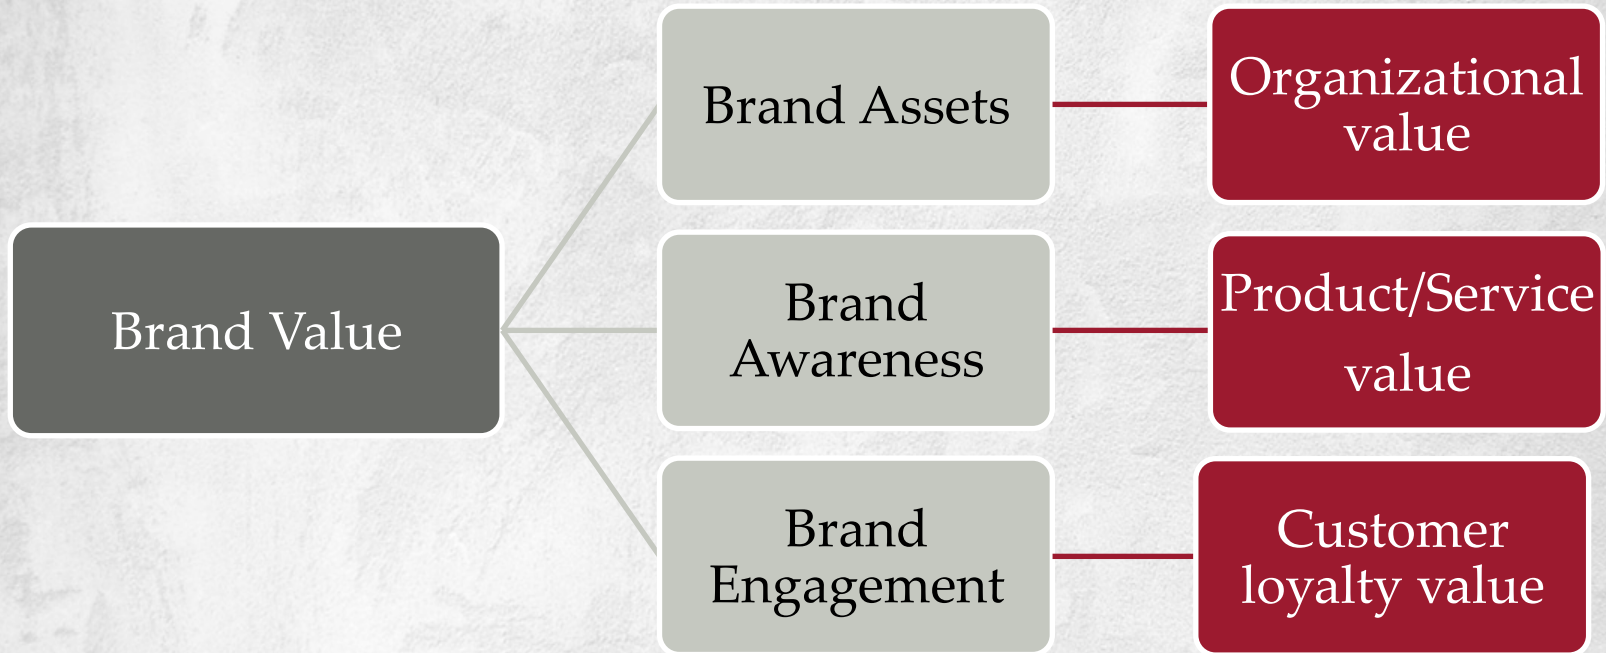 Brand Value
Brand Assets
Organizational
value
Brand
Awareness
Product/Service
value
Brand
Engagement
Customer
loyalty value